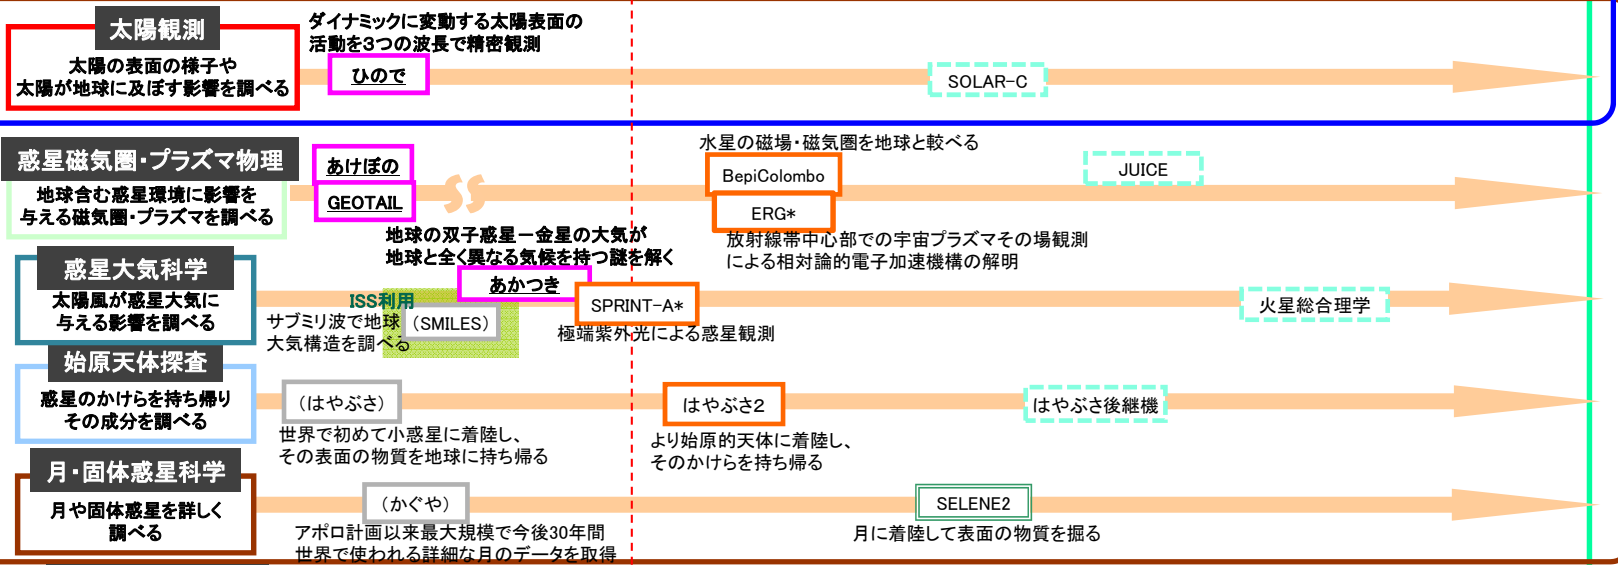 太陽観測
太陽の表面の様子や
太陽が地球に及ぼす影響を調べる
ダイナミックに変動する太陽表面の
活動を3つの波長で精密観測
ひので
SOLAR-C
惑星磁気圏・プラズマ物理
地球含む惑星環境に影響を
与える磁気圏・プラズマを調べる
あけぼの
GEOTAIL
水星の磁場・磁気圏を地球と較べる
BepiColombo
ERG*
放射線帯中心部での宇宙プラズマその場観測
による相対論的電子加速機構の解明
JUICE
惑星大気科学
太陽風が惑星大気に
与える影響を調べる
地球の双子惑星－金星の大気が
地球と全く異なる気候を持つ謎を解く
あかつき
ISS利用
サブミリ波で地球
大気構造を調べる
(SMILES)
SPRINT-A*
極端紫外光による惑星観測
火星総合理学
始原天体探査
惑星のかけらを持ち帰り
その成分を調べる
(はやぶさ)
世界で初めて小惑星に着陸し、
その表面の物質を地球に持ち帰る
はやぶさ2
より始原的天体に着陸し、
そのかけらを持ち帰る
はやぶさ後継機
月・固体惑星科学
月や固体惑星を詳しく
調べる
(かぐや)
アポロ計画以来最大規模で今後30年間
世界で使われる詳細な月のデータを取得
SELENE2
月に着陸して表面の物質を掘る